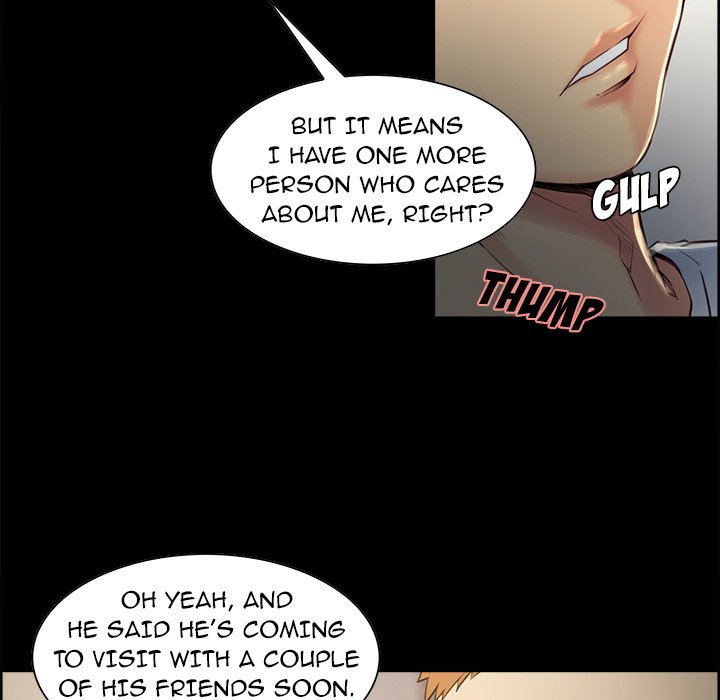 BUT IT MEANS
I HAVE ONE MORE
PERSON WHO CARES
ABOUT ME, RIGHT?
GULP
THUMP
OH YEAH, AND
HE SAID HE'S COMING
TO VISIT WITH A COUPLE
OF HIS FRIENDS SOON.